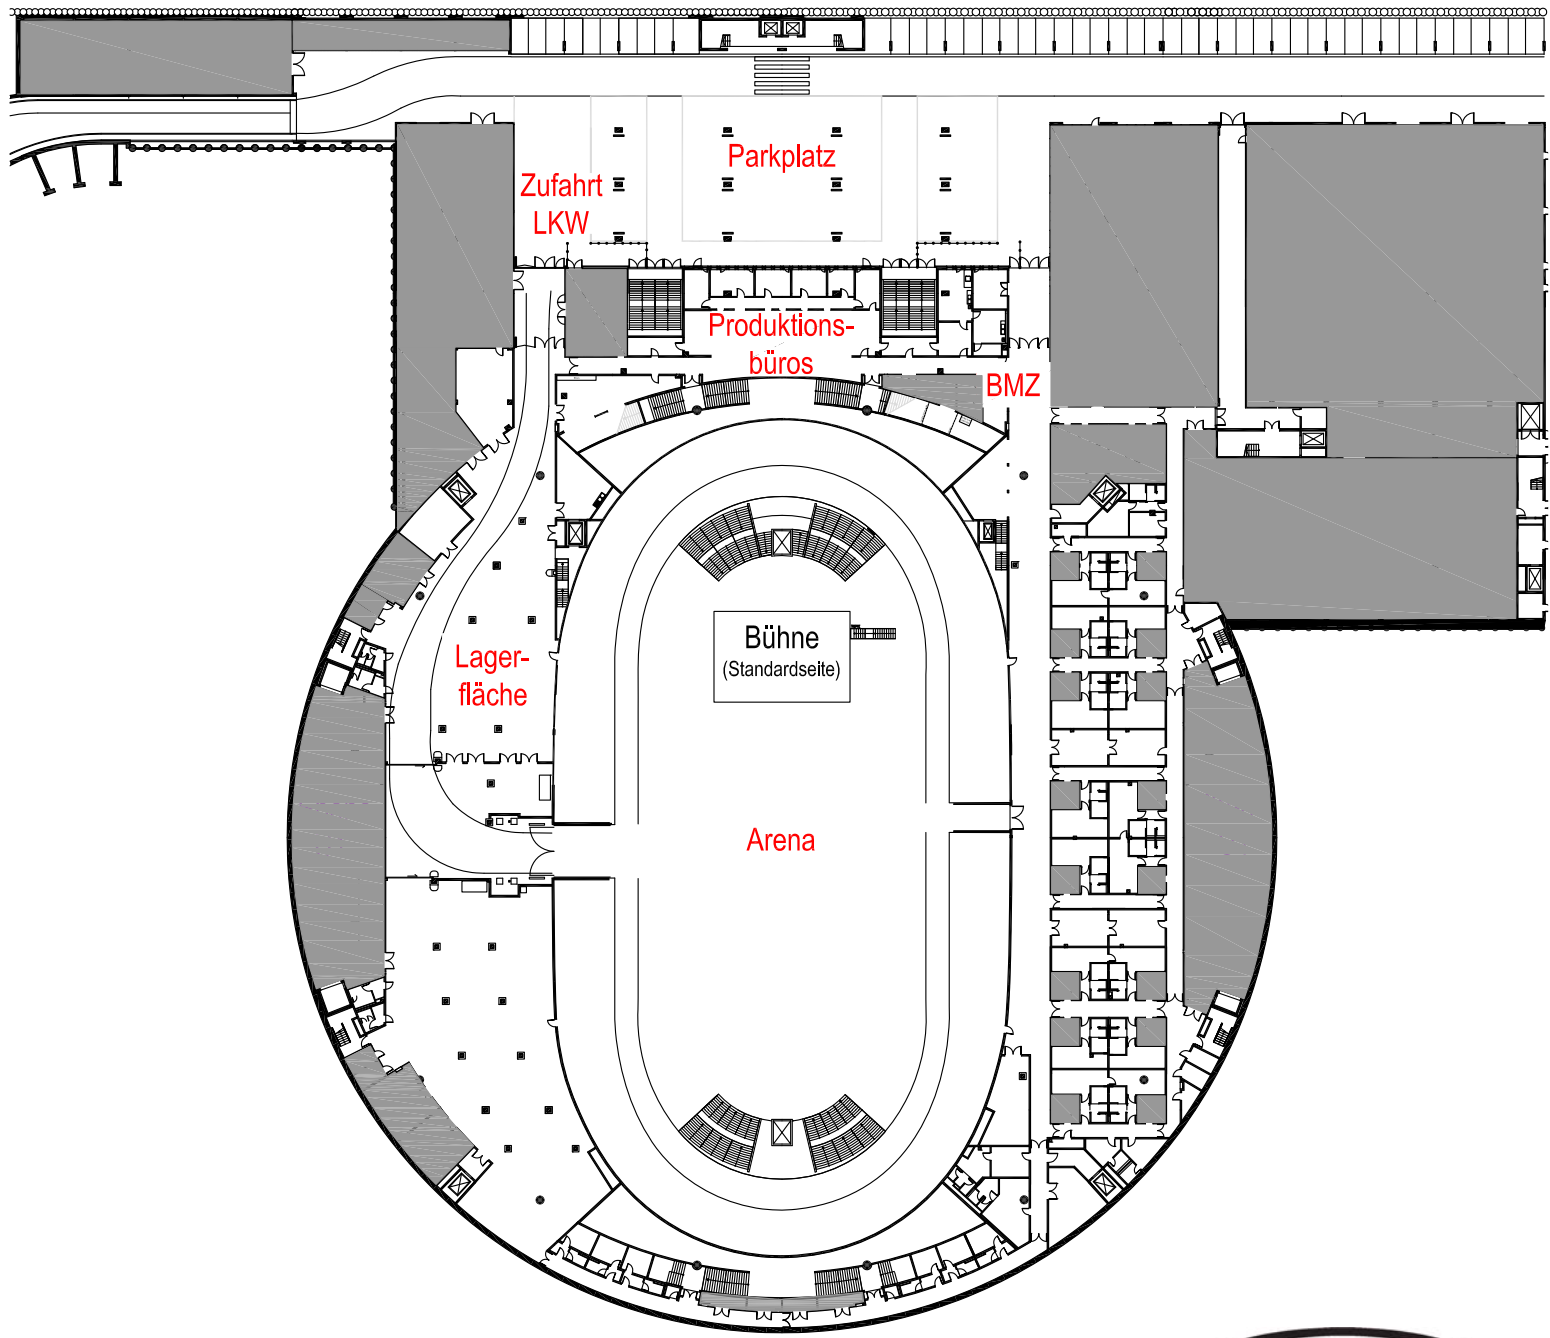 Parkplatz
Zufahrt
LKW
Produktions-
büros
BMZ
Bühne
(Standardseite)
Lager-
fläche
Arena